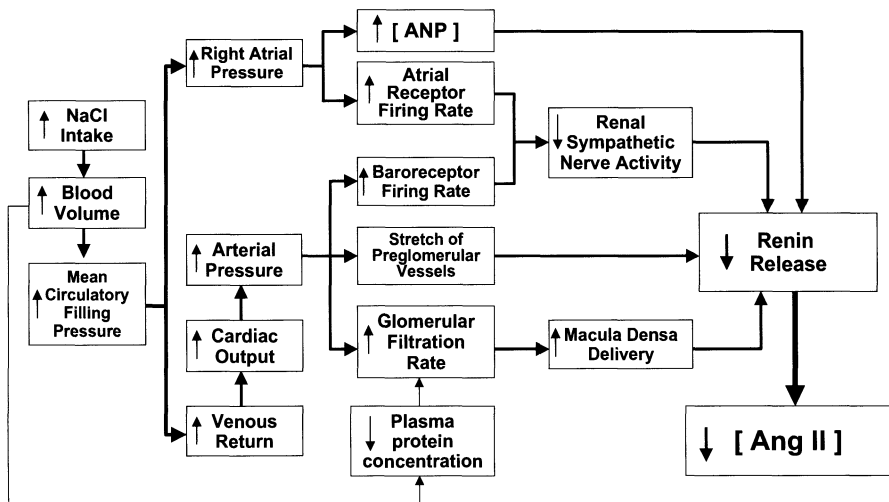 NaCl
Intake
Blood
Volume
Mean
Circulatory
Filling
Pressure
Right Atrial
Pressure
Arterial
Pressure
Cardiac
Output
Venous
Return
[ ANP ]
Atrial
Receptor
Firing Rate
Baroreceptor
Firing Rate
Stretch of
Preglomerular
Vessels
Glomerular
Filtration
Rate
Plasma
protein
concentration
Renal
Sympathetic
Nerve Activity
Macula Densa
Delivery
Renin
Release
[ Ang II ]